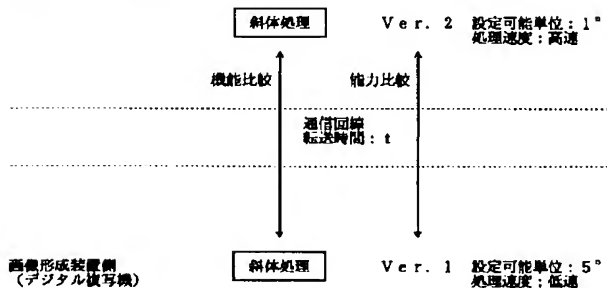 斜体処理 Ver. 2 設定可能単位：1°
処理速度：高速
機能比較 能力比較
通信回線
転送時間：t
画像形成装置側
（デジタル複写機）
斜体処理 Ver. 1 設定可能単位：5°
処理速度：低速